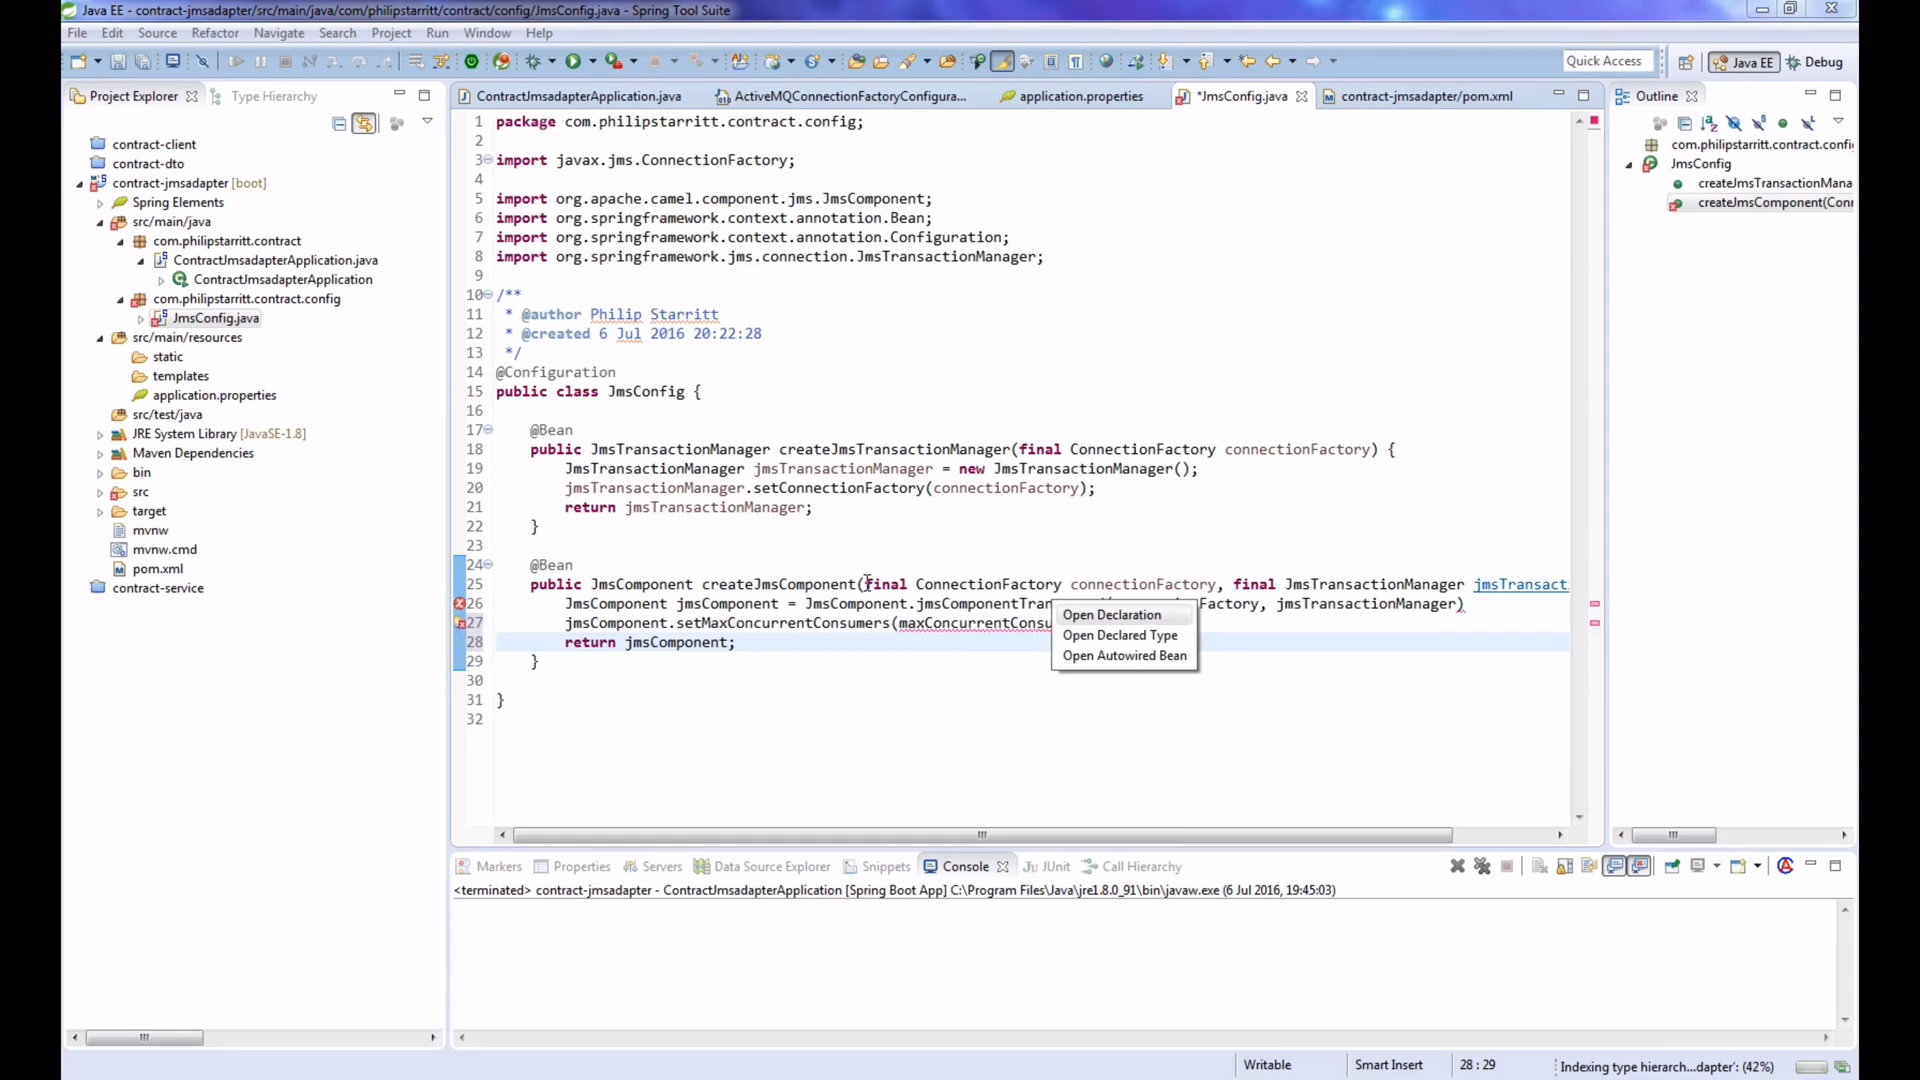 Java EE - contract-jmsadapter/src/main/java/com/philipstarritt/contract/config/JmsConfig.java - Spring Tool Suite
File Edit Source Refactor Navigate Search Project Run Window Help
Quick Access
Java EE
Debug
Project Explorer
Type Hierarchy
ContractJmsadapterApplication.java
ActiveMQConnectionFactoryConfigura...
application.properties
*JmsConfig.java
contract-jmsadapter/pom.xml
Outline
contract-client
contract-dto
contract-jmsadapter [boot]
Spring Elements
src/main/java
com.philipstarritt.contract
ContractJmsadapterApplication.java
ContractJmsadapterApplication
com.philipstarritt.contract.config
JmsConfig.java
src/main/resources
static
templates
application.properties
src/test/java
JRE System Library [JavaSE-1.8]
Maven Dependencies
bin
src
target
mvnw
mvnw.cmd
pom.xml
contract-service
1 package com.philipstarritt.contract.config;
2
3 import javax.jms.ConnectionFactory;
4
5 import org.apache.camel.component.jms.JmsComponent;
6 import org.springframework.context.annotation.Bean;
7 import org.springframework.context.annotation.Configuration;
8 import org.springframework.jms.connection.JmsTransactionManager;
9
10 /**
11 * @author Philip Starritt
12 * @created 6 Jul 2016 20:22:28
13 */
14 @Configuration
15 public class JmsConfig {
16
17 @Bean
18 public JmsTransactionManager createJmsTransactionManager(final ConnectionFactory connectionFactory) {
19 JmsTransactionManager jmsTransactionManager = new JmsTransactionManager();
20 jmsTransactionManager.setConnectionFactory(connectionFactory);
21 return jmsTransactionManager;
22 }
23
24 @Bean
25 public JmsComponent createJmsComponent(final ConnectionFactory connectionFactory, final JmsTransactionManager jmsTransact
26 JmsComponent jmsComponent = JmsComponent.jmsComponentTran Factory, jmsTransactionManager)
27 jmsComponent.setMaxConcurrentConsumers(maxConcurrentConsu
28 return jmsComponent;
29 }
30
31 }
32
Open Declaration
Open Declared Type
Open Autowired Bean
com.philipstarritt.contract.confi
JmsConfig
createJmsTransactionMana
createJmsComponent(Conn
Markers
Properties
Servers
Data Source Explorer
Snippets
Console
JUnit
Call Hierarchy
<terminated> contract-jmsadapter - ContractJmsadapterApplication [Spring Boot App] C:\Program Files\Java\jre1.8.0_91\bin\javaw.exe (6 Jul 2016, 19:45:03)
Writable
Smart Insert
28 : 29
Indexing type hierarch...dapter': (42%)